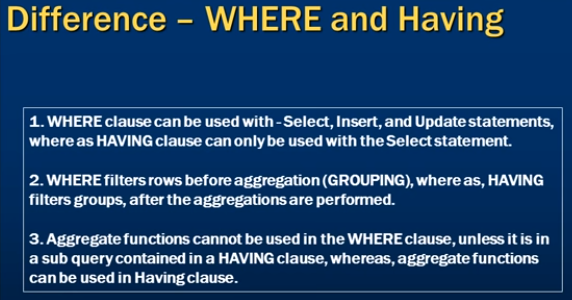 Difference – WHERE and Having
1. WHERE clause can be used with - Select, Insert, and Update statements,
where as HAVING clause can only be used with the Select statement.
2. WHERE filters rows before aggregation (GROUPING), where as, HAVING
filters groups, after the aggregations are performed.
3. Aggregate functions cannot be used in the WHERE clause, unless it is in
a sub query contained in a HAVING clause, whereas, aggregate functions
can be used in Having clause.